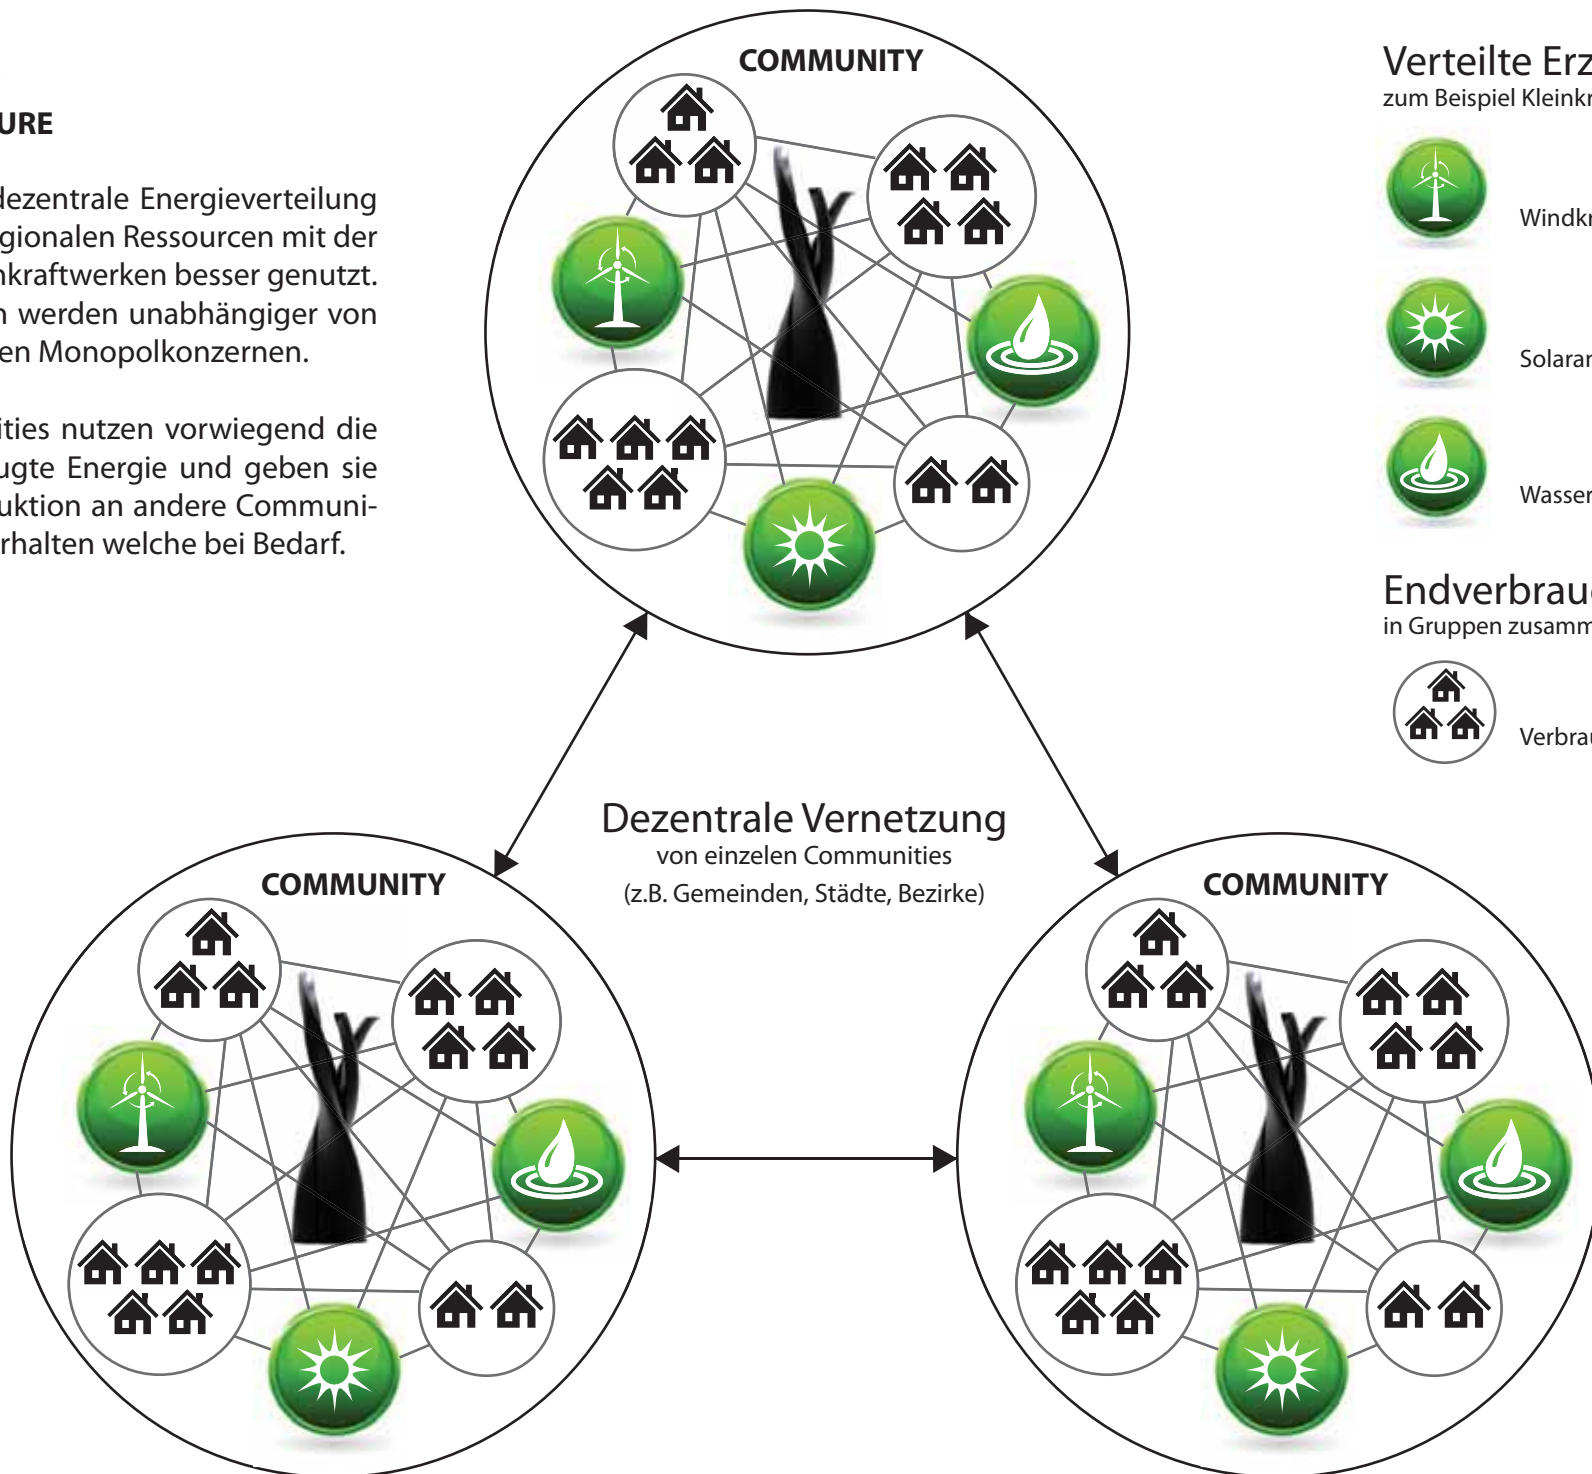 URE
dezentrale Energieverteilung
gionalen Ressourcen mit der
nkraftwerken besser genutzt.
n werden unabhängiger von
en Monopolkonzernen.
ities nutzen vorwiegend die
ugte Energie und geben sie
duktion an andere Communi-
rhalten welche bei Bedarf.
COMMUNITY
Verteilte Erz
zum Beispiel Kleinkr
Windkr
Solaran
Wasser
Endverbrau
in Gruppen zusamm
Verbrau
Dezentrale Vernetzung
von einzelen Communities
(z.B. Gemeinden, Städte, Bezirke)
COMMUNITY
COMMUNITY